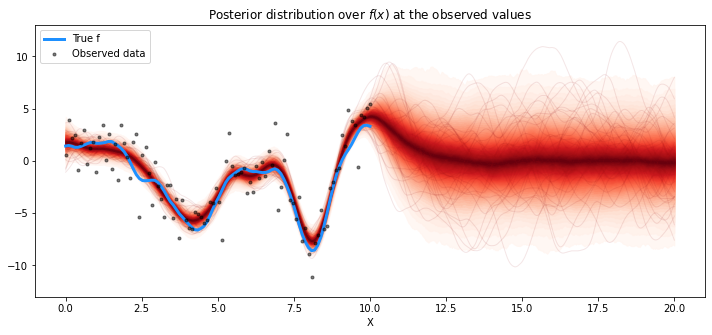 Posterior distribution over f(x) at the observed values
True f
Observed data
10
5
0
−5
−10
0.0 2.5 5.0 7.5 10.0 12.5 15.0 17.5 20.0
X